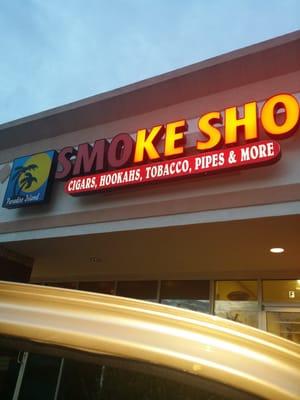 SMOKE SHO
CIGARS, HOOKAHS, TOBACCO, PIPES & MORE
Paradise Island